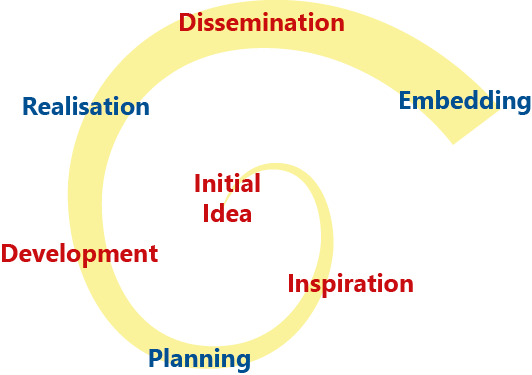 Dissemination
Embedding
Realisation
Initial
Idea
Development
Inspiration
Planning